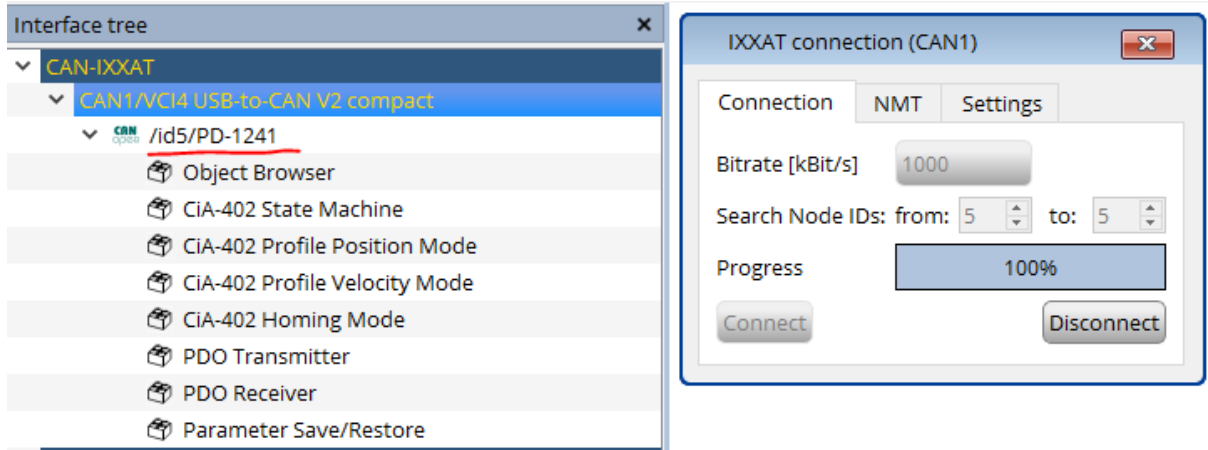 Interface tree
CAN-IXXAT
CAN1/VCI4 USB-to-CAN V2 compact
CAN
open
/id5/PD-1241
Object Browser
CiA-402 State Machine
CiA-402 Profile Position Mode
CiA-402 Profile Velocity Mode
CiA-402 Homing Mode
PDO Transmitter
PDO Receiver
Parameter Save/Restore
IXXAT connection (CAN1)
Connection NMT Settings
Bitrate [kBit/s] 1000
Search Node IDs: from: 5 to: 5
Progress 100%
Connect Disconnect